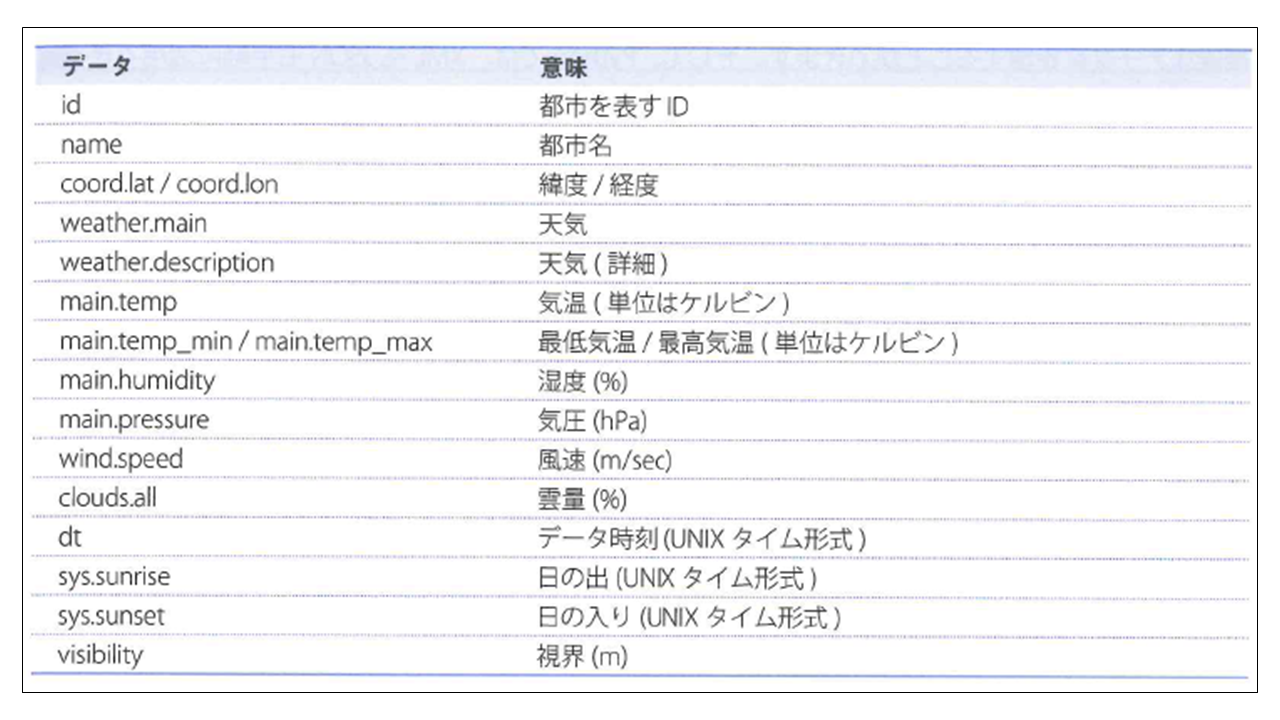 データ 意味
id 都市を表す ID
name 都市名
coord.lat / coord.lon 緯度 / 経度
weather.main 天気
weather.description 天気 ( 詳細 )
main.temp 気温 ( 単位はケルビン )
main.temp_min / main.temp_max 最低気温 / 最高気温 ( 単位はケルビン )
main.humidity 湿度 (%)
main.pressure 気圧 (hPa)
wind.speed 風速 (m/sec)
clouds.all 雲量 (%)
dt データ時刻 (UNIX タイム形式 )
sys.sunrise 日の出 (UNIX タイム形式 )
sys.sunset 日の入り (UNIX タイム形式 )
visibility 視界 (m)